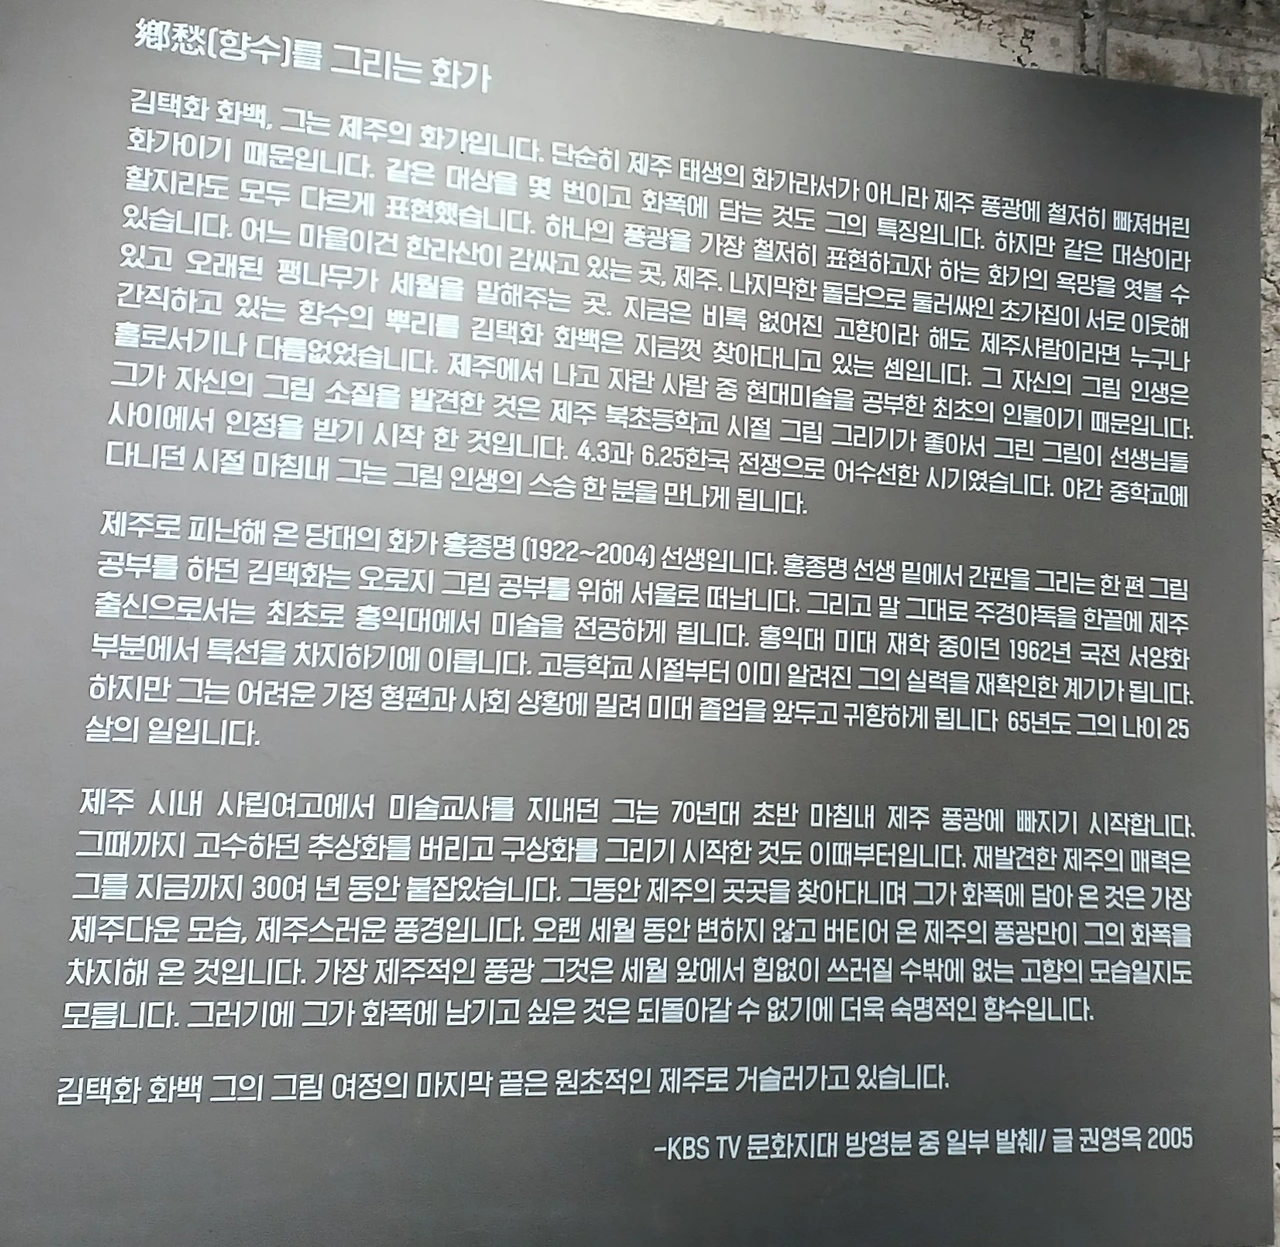 鄕愁(향수)를 그리는 화가
김택화 화백, 그는 제주의 화가입니다. 단순히 제주 태생의 화가라서가 아니라 제주 풍광에 철저히 빠져버린
화가이기 때문입니다. 같은 대상을 몇 번이고 화폭에 담는 것도 그의 특징입니다. 하지만 같은 대상이라
할지라도 모두 다르게 표현했습니다. 하나의 풍광을 가장 철저히 표현하고자 하는 화가의 욕망을 엿볼 수
있습니다. 어느 마을이건 한라산이 감싸고 있는 곳, 제주. 나지막한 돌담으로 둘러싸인 초가집이 서로 이웃해
있고 오래된 팽나무가 세월을 말해주는 곳. 지금은 비록 없어진 고향이라 해도 제주사람이라면 누구나
간직하고 있는 향수의 뿌리를 김택화 화백은 지금껏 찾아다니고 있는 셈입니다. 그 자신의 그림 인생은
홀로서기나 다름없었습니다. 제주에서 나고 자란 사람 중 현대미술을 공부한 최초의 인물이기 때문입니다.
그가 자신의 그림 소질을 발견한 것은 제주 북초등학교 시절 그림 그리기가 좋아서 그린 그림이 선생님들
사이에서 인정을 받기 시작 한 것입니다. 4.3과 6.25한국 전쟁으로 어수선한 시기였습니다. 야간 중학교에
다니던 시절 마침내 그는 그림 인생의 스승 한 분을 만나게 됩니다.
제주로 피난해 온 당대의 화가 홍종명 (1922~2004) 선생입니다. 홍종명 선생 밑에서 간판을 그리는 한 편 그림
공부를 하던 김택화는 오로지 그림 공부를 위해 서울로 떠납니다. 그리고 말 그대로 주경야독을 한끝에 제주
출신으로서는 최초로 홍익대에서 미술을 전공하게 됩니다. 홍익대 미대 재학 중이던 1962년 국전 서양화
부분에서 특선을 차지하기에 이릅니다. 고등학교 시절부터 이미 알려진 그의 실력을 재확인한 계기가 됩니다.
하지만 그는 어려운 가정 형편과 사회 상황에 밀려 미대 졸업을 앞두고 귀향하게 됩니다 65년도 그의 나이 25
살의 일입니다.
제주 시내 사립여고에서 미술교사를 지내던 그는 70년대 초반 마침내 제주 풍광에 빠지기 시작합니다.
그때까지 고수하던 추상화를 버리고 구상화를 그리기 시작한 것도 이때부터입니다. 재발견한 제주의 매력은
그를 지금까지 30여 년 동안 붙잡았습니다. 그동안 제주의 곳곳을 찾아다니며 그가 화폭에 담아 온 것은 가장
제주다운 모습, 제주스러운 풍경입니다. 오랜 세월 동안 변하지 않고 버티어 온 제주의 풍광만이 그의 화폭을
차지해 온 것입니다. 가장 제주적인 풍광 그것은 세월 앞에서 힘없이 쓰러질 수밖에 없는 고향의 모습일지도
모릅니다. 그러기에 그가 화폭에 남기고 싶은 것은 되돌아갈 수 없기에 더욱 숙명적인 향수입니다.
김택화 화백 그의 그림 여정의 마지막 끝은 원초적인 제주로 거슬러가고 있습니다.
-KBS TV 문화지대 방영분 중 일부 발췌/ 글 권영옥 2005